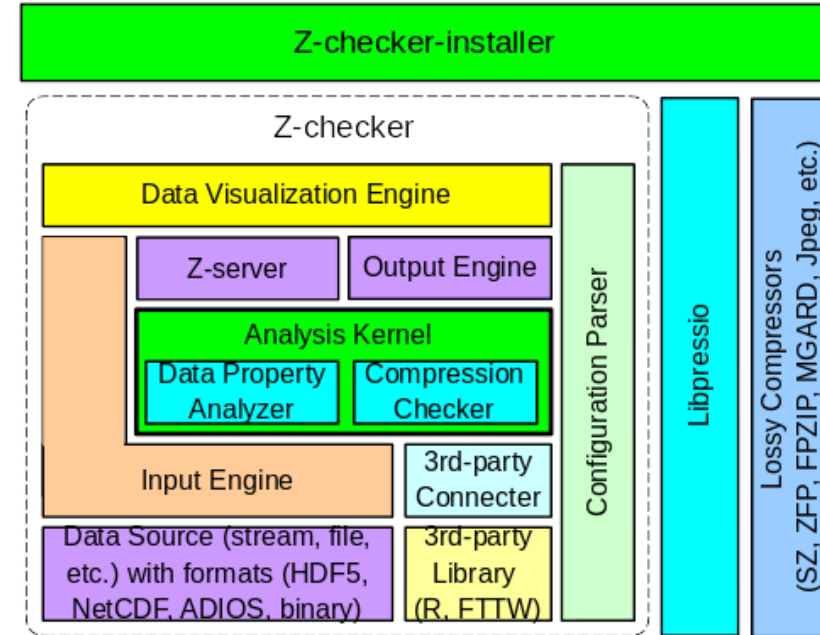 Z-checker-installer
Z-checker
Data Visualization Engine
Z-server
Output Engine
Analysis Kernel
Data Property
Analyzer
Compression
Checker
Input Engine
3rd-party
Connecter
Data Source (stream, file,
etc.) with formats (HDF5,
NetCDF, ADIOS, binary)
3rd-party
Library
(R, FTTW)
Configuration Parser
Libpressio
Lossy Compressors
(SZ, ZFP, FPZIP, MGARD, Jpeg, etc.)